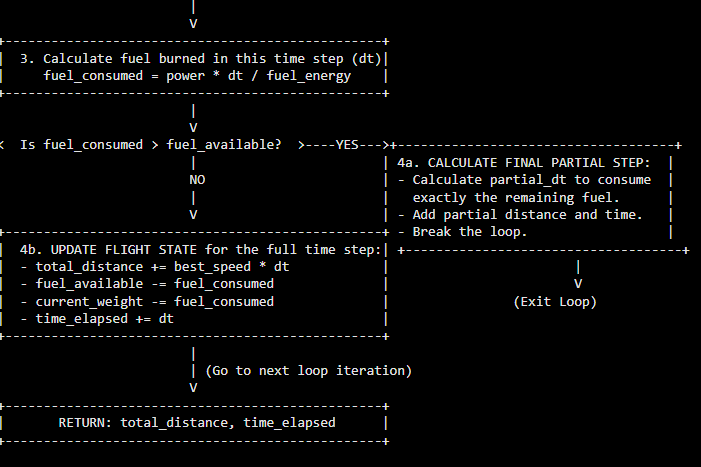 3. Calculate fuel burned in this time step (dt)
fuel_consumed = power * dt / fuel_energy
< Is fuel_consumed > fuel_available? >----YES--->
NO
4a. CALCULATE FINAL PARTIAL STEP:
- Calculate partial_dt to consume
exactly the remaining fuel.
- Add partial distance and time.
- Break the loop.
(Exit Loop)
4b. UPDATE FLIGHT STATE for the full time step:
- total_distance += best_speed * dt
- fuel_available -= fuel_consumed
- current_weight -= fuel_consumed
- time_elapsed += dt
(Go to next loop iteration)
RETURN: total_distance, time_elapsed